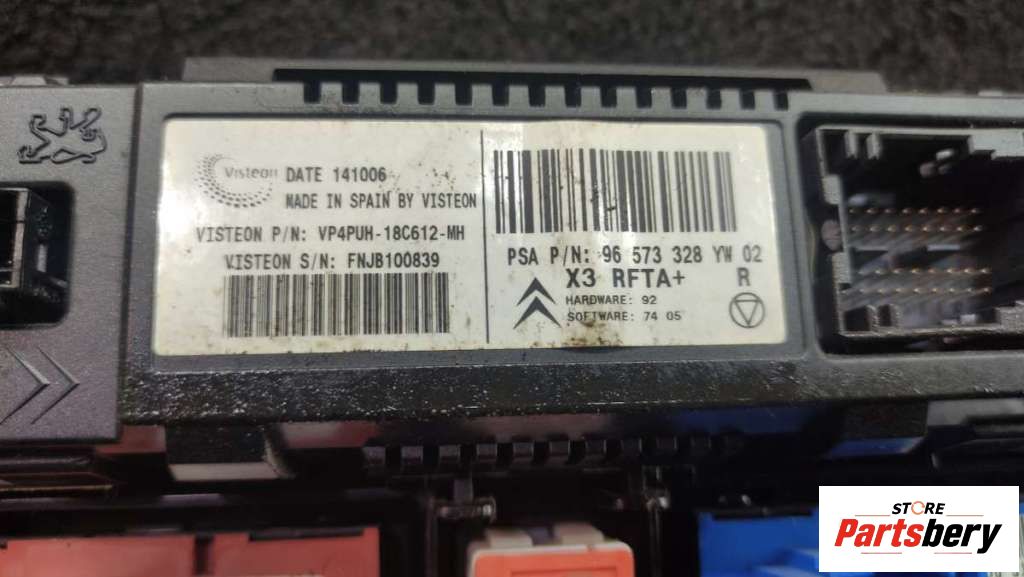 Visteon
DATE 141006
MADE IN SPAIN BY VISTEON
VISTEON P/N: VP4PUH-18C612-MH
VISTEON S/N: FNJB100839
PSA P/N: 96 573 328 YW 02
X3 RFTA+ R
HARDWARE: 92
SOFTWARE: 74 05
STORE
Partsbery